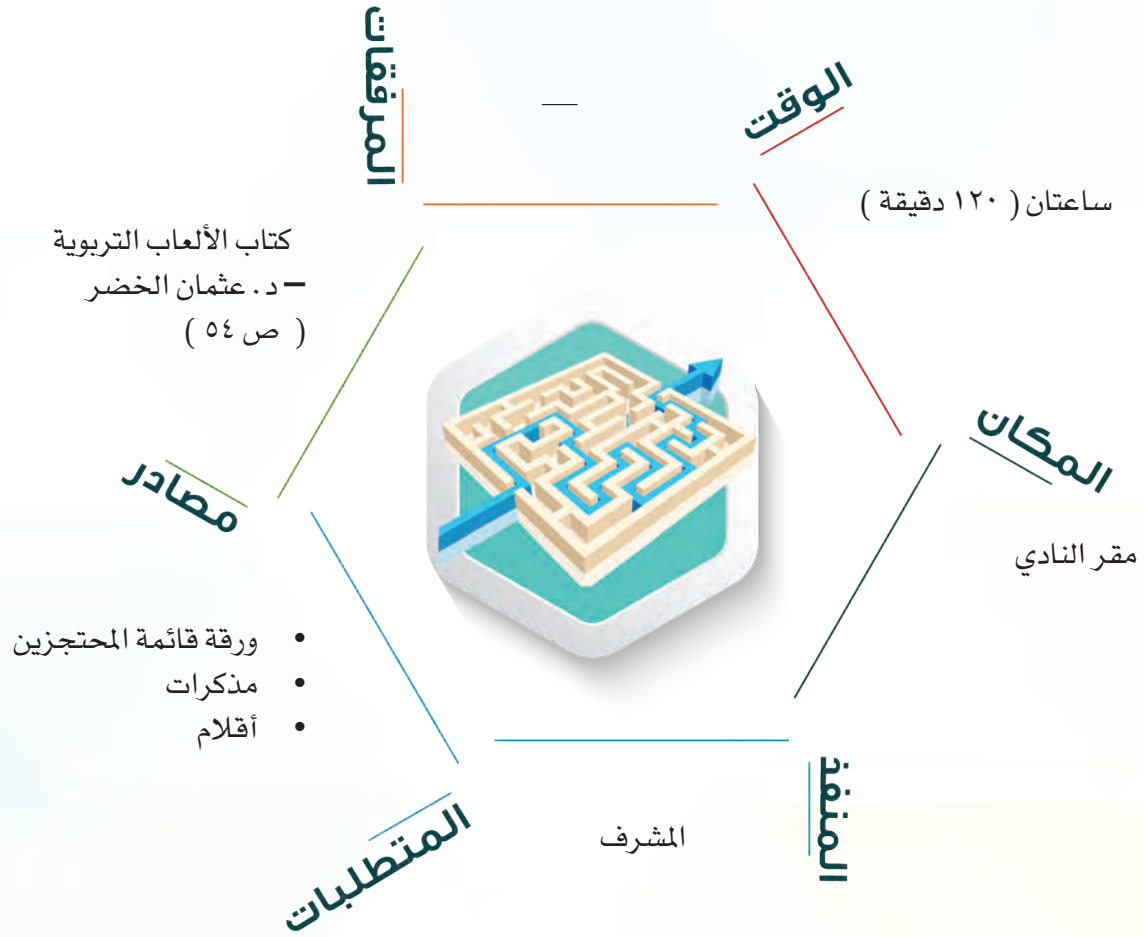 الوقت
ساعتان ( ١٢٠ دقيقة )
المكان
مقر النادي
المنفذ
المشرف
المتطلبات
• ورقة قائمة المحتجزين
• مذكرات
• أقلام
مصادر
كتاب الألعاب التربوية
– د. عثمان الخضر
( ص ٥٤ )
المرفقات
—